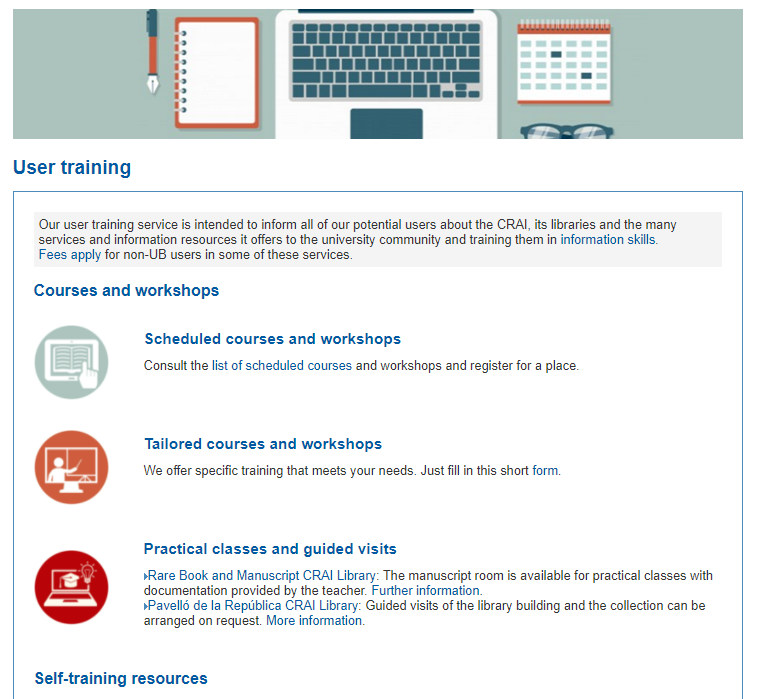 User training
Our user training service is intended to inform all of our potential users about the CRAI, its libraries and the many
services and information resources it offers to the university community and training them in information skills.
Fees apply for non-UB users in some of these services.
Courses and workshops
Scheduled courses and workshops
Consult the list of scheduled courses and workshops and register for a place.
Tailored courses and workshops
We offer specific training that meets your needs. Just fill in this short form.
Practical classes and guided visits
Rare Book and Manuscript CRAI Library: The manuscript room is available for practical classes with
documentation provided by the teacher. Further information.
Pavelló de la República CRAI Library: Guided visits of the library building and the collection can be
arranged on request. More information.
Self-training resources